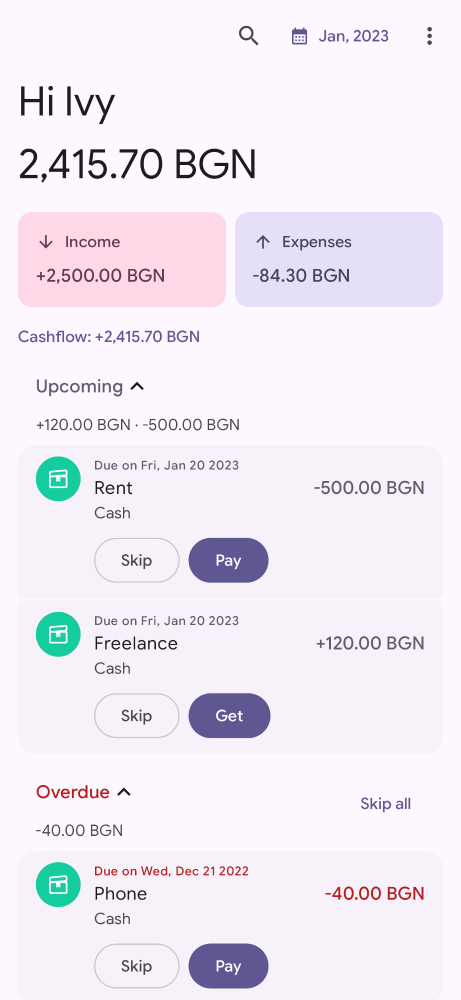 Jan, 2023
Hi Ivy
2,415.70 BGN
Income
+2,500.00 BGN
Expenses
-84.30 BGN
Cashflow: +2,415.70 BGN
Upcoming
+120.00 BGN · -500.00 BGN
Due on Fri, Jan 20 2023
Rent
-500.00 BGN
Cash
Skip
Pay
Due on Fri, Jan 20 2023
Freelance
+120.00 BGN
Cash
Skip
Get
Overdue
Skip all
-40.00 BGN
Due on Wed, Dec 21 2022
Phone
-40.00 BGN
Cash
Skip
Pay